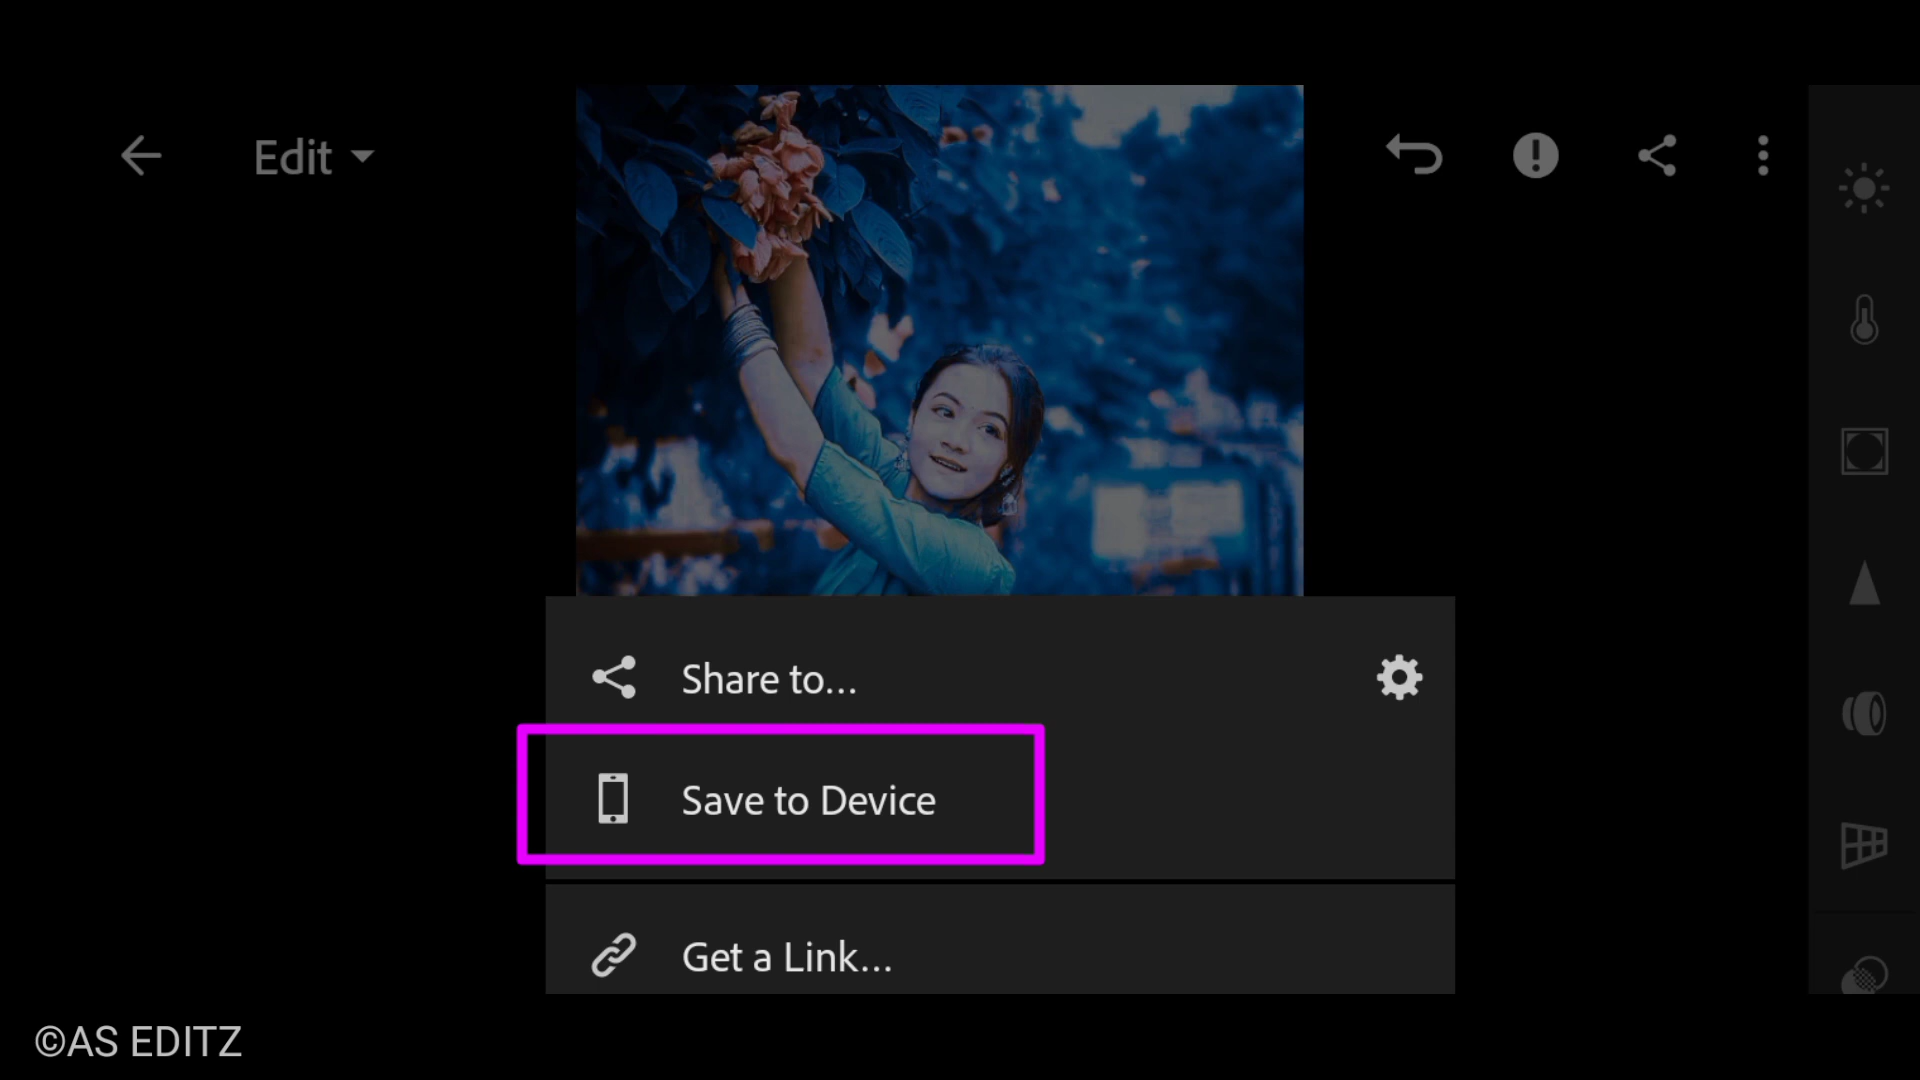 Edit
Share to...
Save to Device
Get a Link...
©AS EDITZ